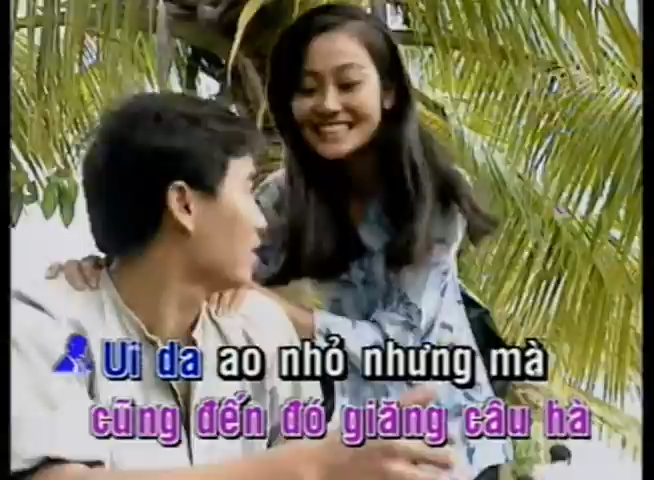 Ui da ao nhỏ nhưng mà
cũng đến đó giăng câu hà